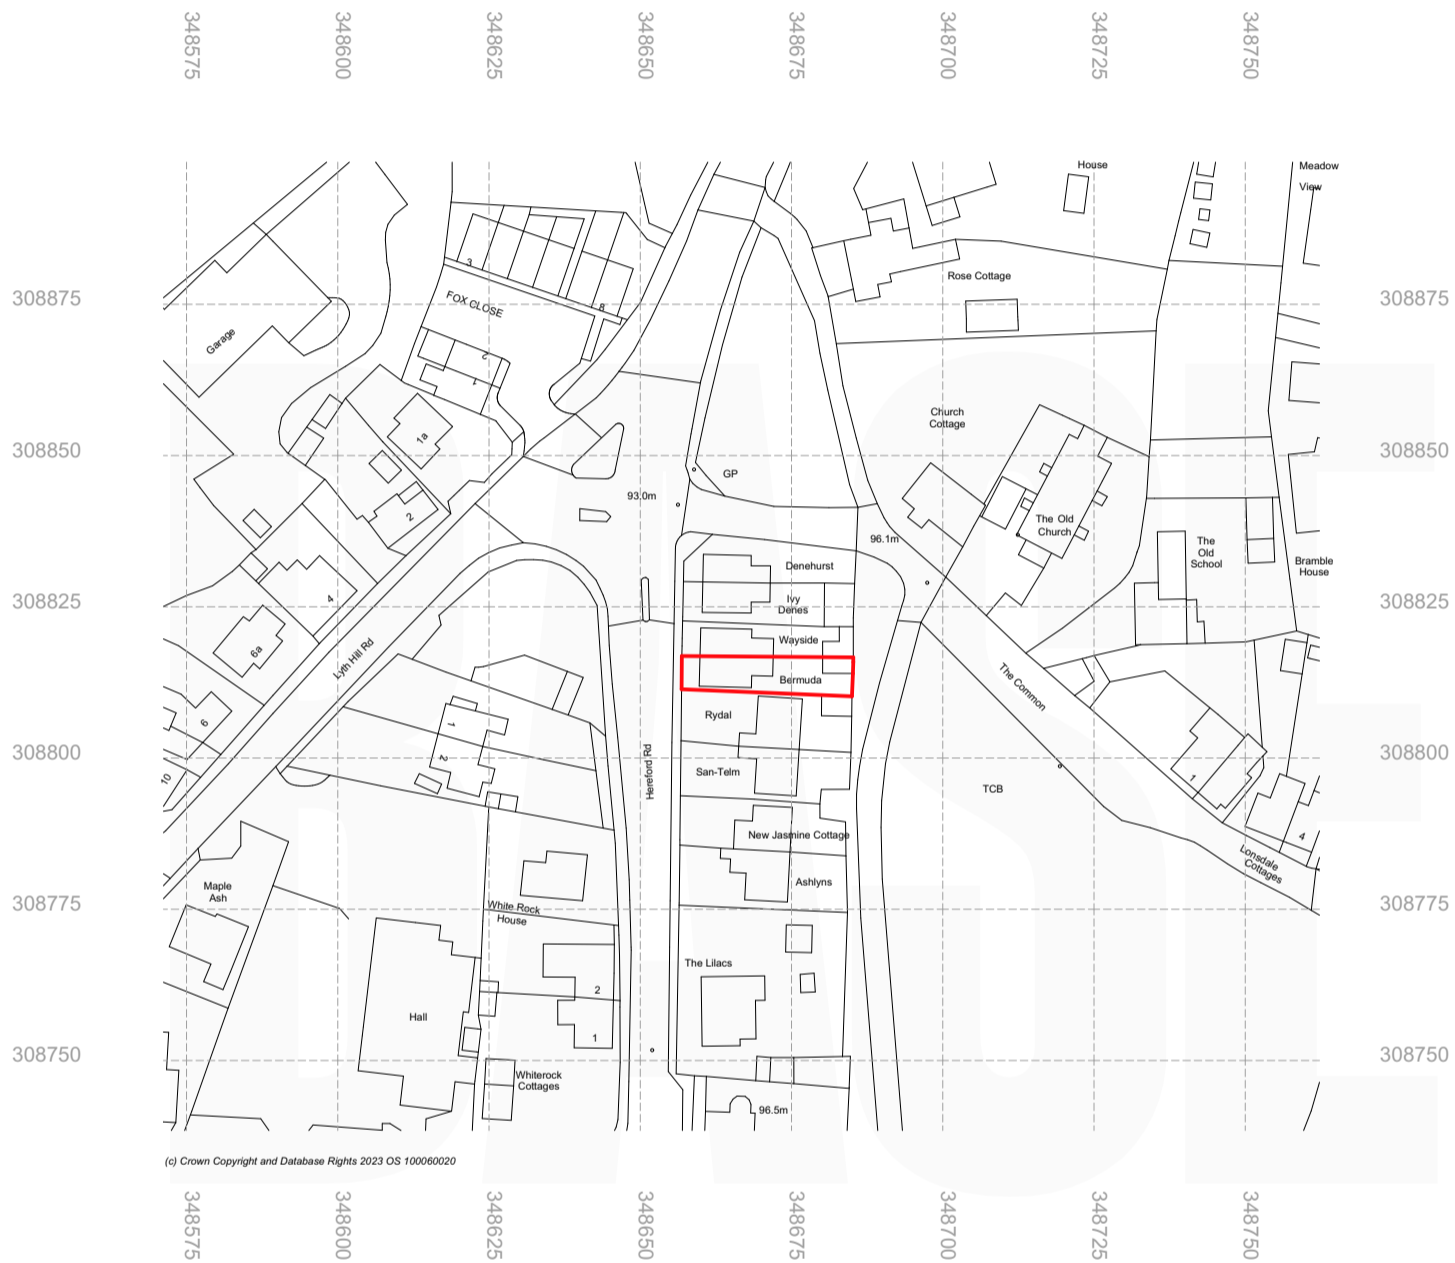 348575
348600
348625
348650
348675
348700
348725
348750
House
Meadow
View
3
Rose Cottage
308875
308875
FOX CLOSE
8
Garage
2
1
Church
Cottage
1a
308850
308850
GP
93.0m
2
The Old
Church
96.1m
The
Old
School
Denehurst
Bramble
House
4
Ivy
Denes
308825
308825
Wayside
6a
Lyth Hill Rd
Bermuda
The Common
Rydal
6
1
308800
308800
2
Hereford Rd
San-Telm
10
1
TCB
New Jasmine Cottage
4
Lonsdale
Cottages
Maple
Ash
Ashlyns
308775
308775
White Rock
House
The Lilacs
2
Hall
1
308750
308750
Whiterock
Cottages
96.5m
(c) Crown Copyright and Database Rights 2023 OS 100060020
348575
348600
348625
348650
348675
348700
348725
348750
BASE